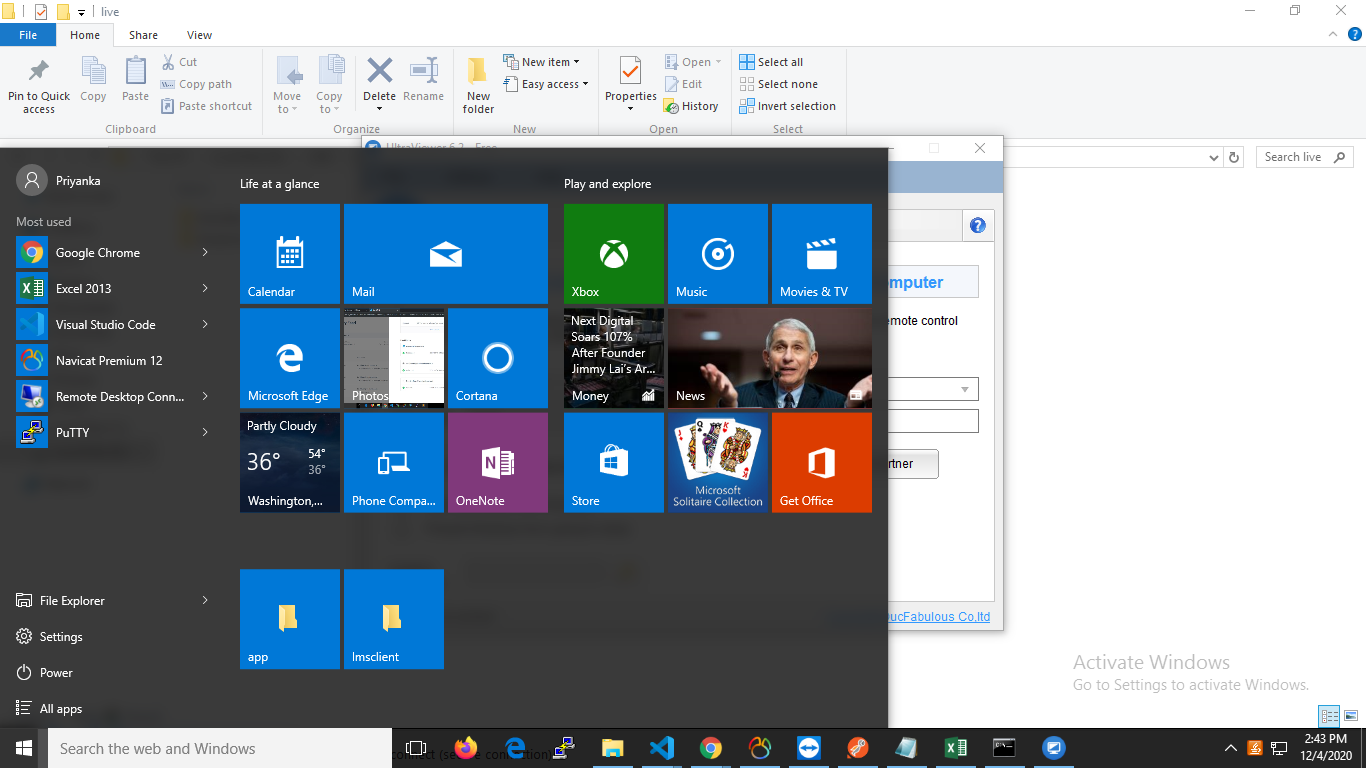 live
File
Home
Share
View
Pin to Quick access
Copy
Paste
Cut
Copy path
Paste shortcut
Clipboard
Move to
Copy to
Delete
Rename
Organize
New folder
New item
Easy access
New
Properties
Open
Edit
History
Open
Select all
Select none
Invert selection
Select
UltraViewer 6.2 - Free
Search live
Priyanka
Most used
Google Chrome
Excel 2013
Visual Studio Code
Navicat Premium 12
Remote Desktop Conn...
PuTTY
File Explorer
Settings
Power
All apps
Life at a glance
Calendar
Mail
Microsoft Edge
Photos
Cortana
Partly Cloudy
36°
54°
36°
Washington,...
Phone Compa...
OneNote
app
lmsclient
Play and explore
Xbox
Music
Movies & TV
Next Digital
Soars 107%
After Founder
Jimmy Lai's Ar...
Money
News
Store
Microsoft
Solitaire Collection
Get Office
mputer
emote control
rtner
ucFabulous Co.ltd
Activate Windows
Go to Settings to activate Windows.
Search the web and Windows
2:43 PM
12/4/2020